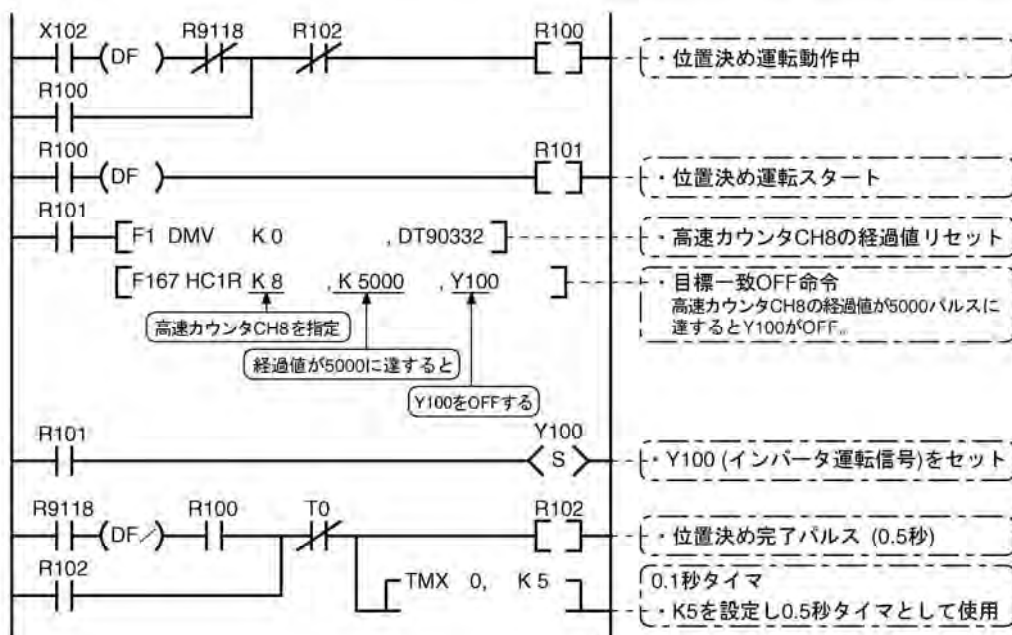 X102 R9118 R102 R100
DF
・位置決め運転動作中
R100
R100 R101
DF
・位置決め運転スタート
R101
F1 DMV K 0 , DT90332
・高速カウンタCH8の経過値リセット
F167 HC1R K 8 , K 5000 , Y100
・目標一致OFF命令
高速カウンタCH8の経過値が5000パルスに
達するとY100がOFF。
高速カウンタCH8を指定
経過値が5000に達すると
Y100をOFFする
R101 Y100
S
・Y100 (インバータ運転信号)をセット
R9118 R100 T0 R102
DF/
・位置決め完了パルス (0.5秒)
R102
TMX 0, K 5
0.1秒タイマ
・K5を設定し0.5秒タイマとして使用